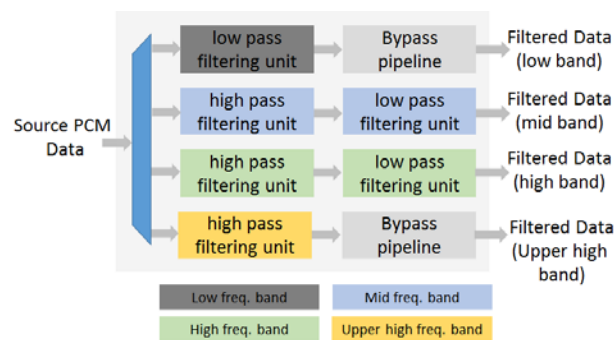 Source PCM
Data
low pass
filtering unit
Bypass
pipeline
Filtered Data
(low band)
high pass
filtering unit
low pass
filtering unit
Filtered Data
(mid band)
high pass
filtering unit
low pass
filtering unit
Filtered Data
(high band)
high pass
filtering unit
Bypass
pipeline
Filtered Data
(Upper high
band)
Low freq. band
Mid freq. band
High freq. band
Upper high freq. band